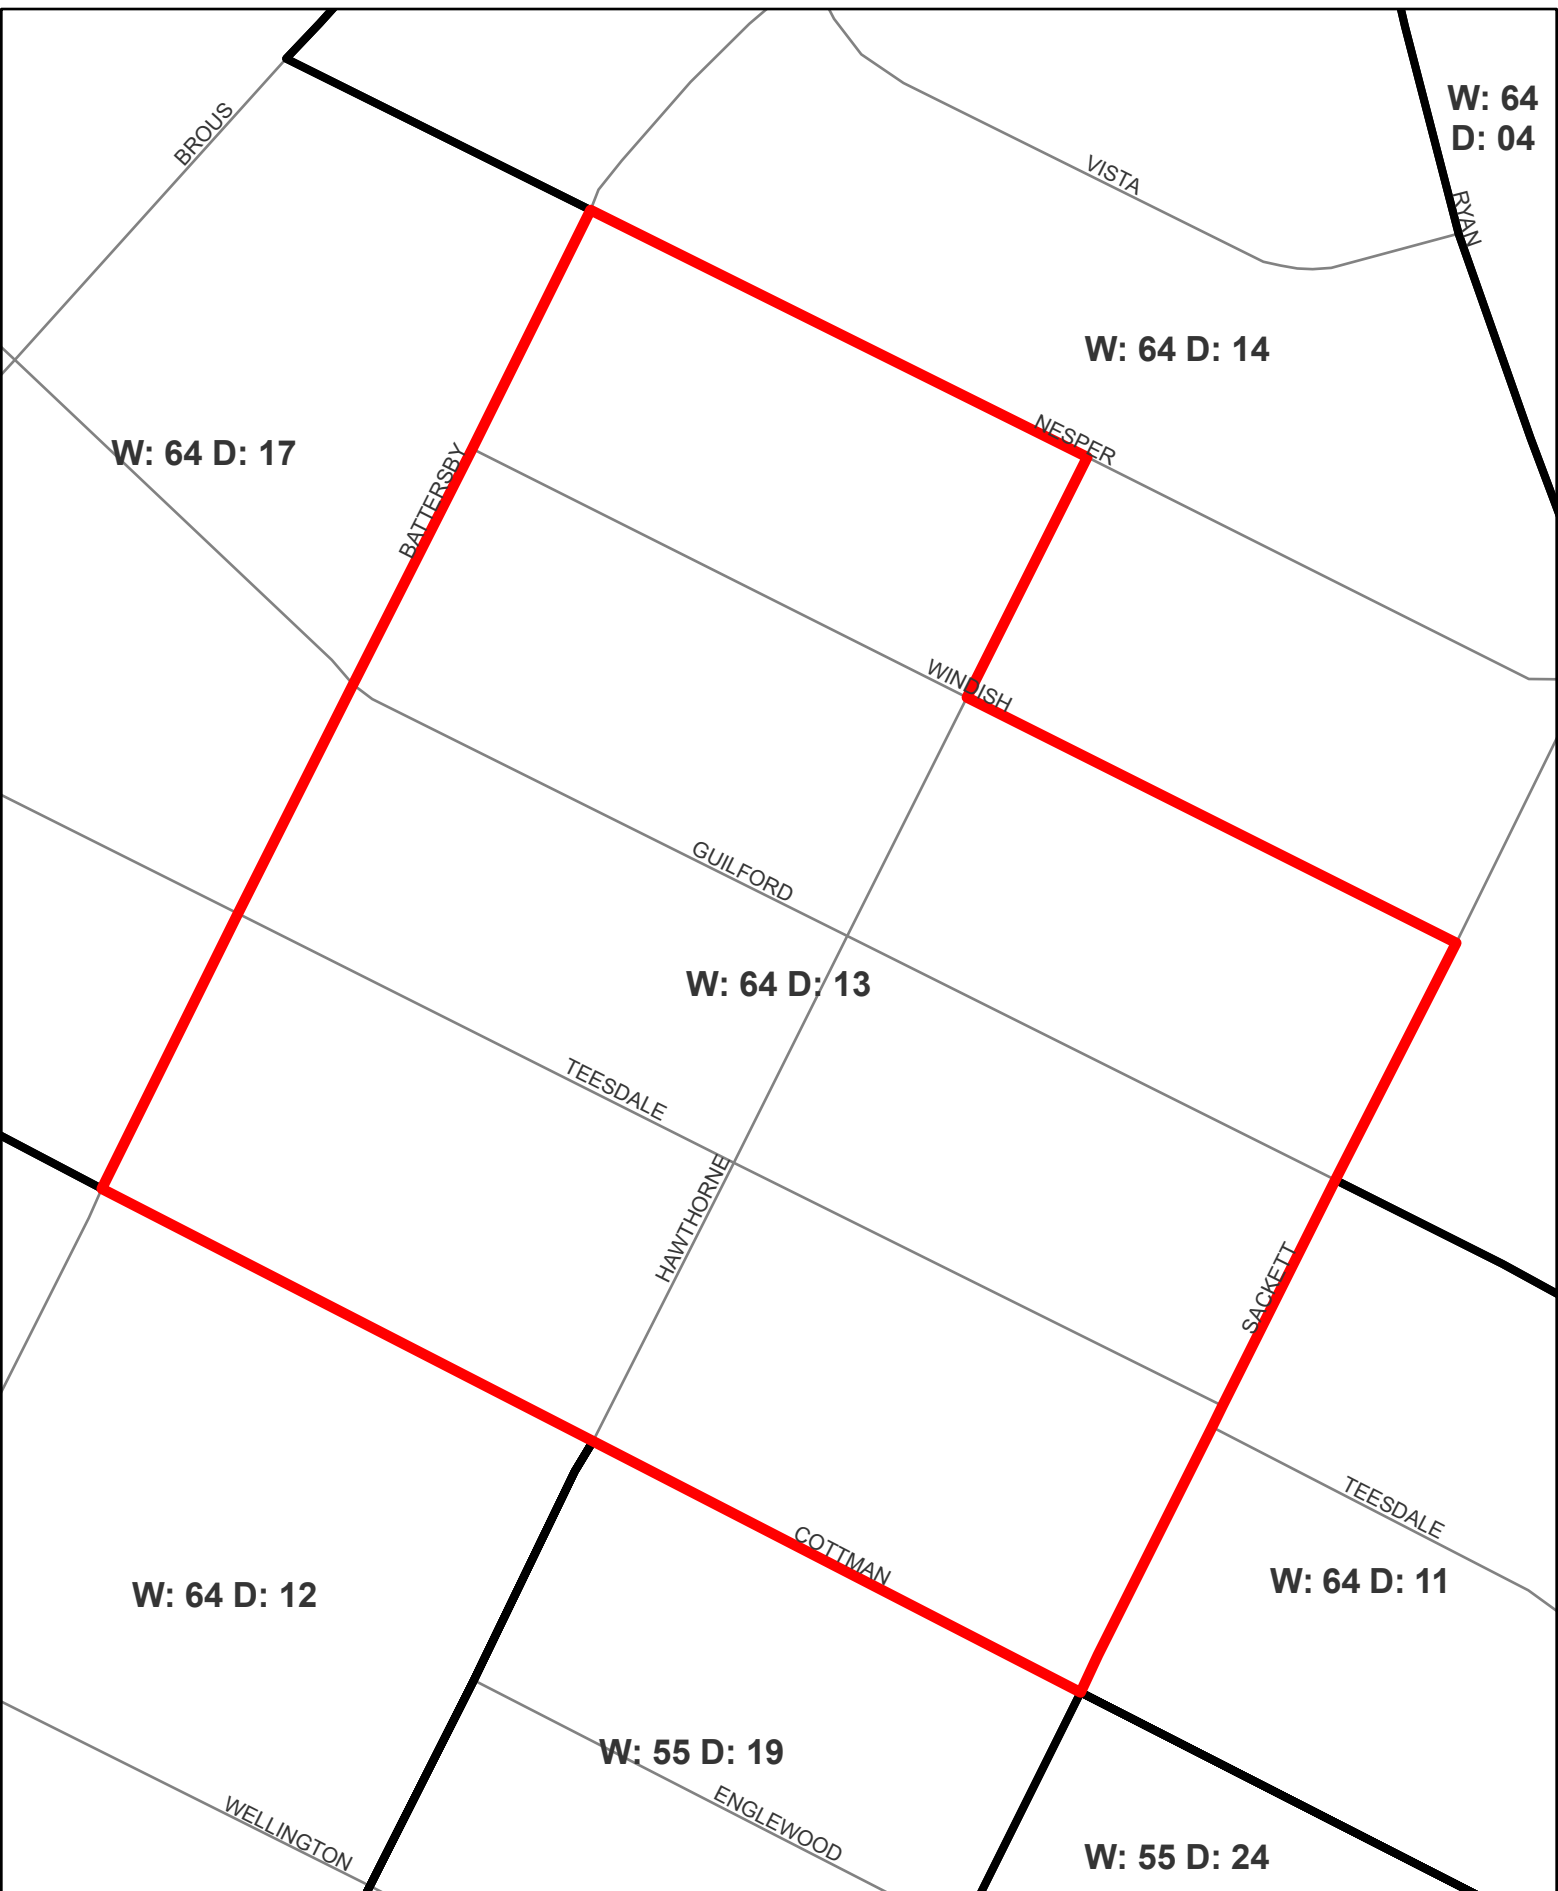 W: 64
D: 04
BROUS
VISTA
RYAN
W: 64 D: 14
NESPER
W: 64 D: 17
BATTERSBY
WINDISH
GUILFORD
W: 64 D: 13
TEESDALE
HAWTHORNE
SACKETT
TEESDALE
COTTMAN
W: 64 D: 11
W: 64 D: 12
W: 55 D: 19
ENGLEWOOD
WELLINGTON
W: 55 D: 24